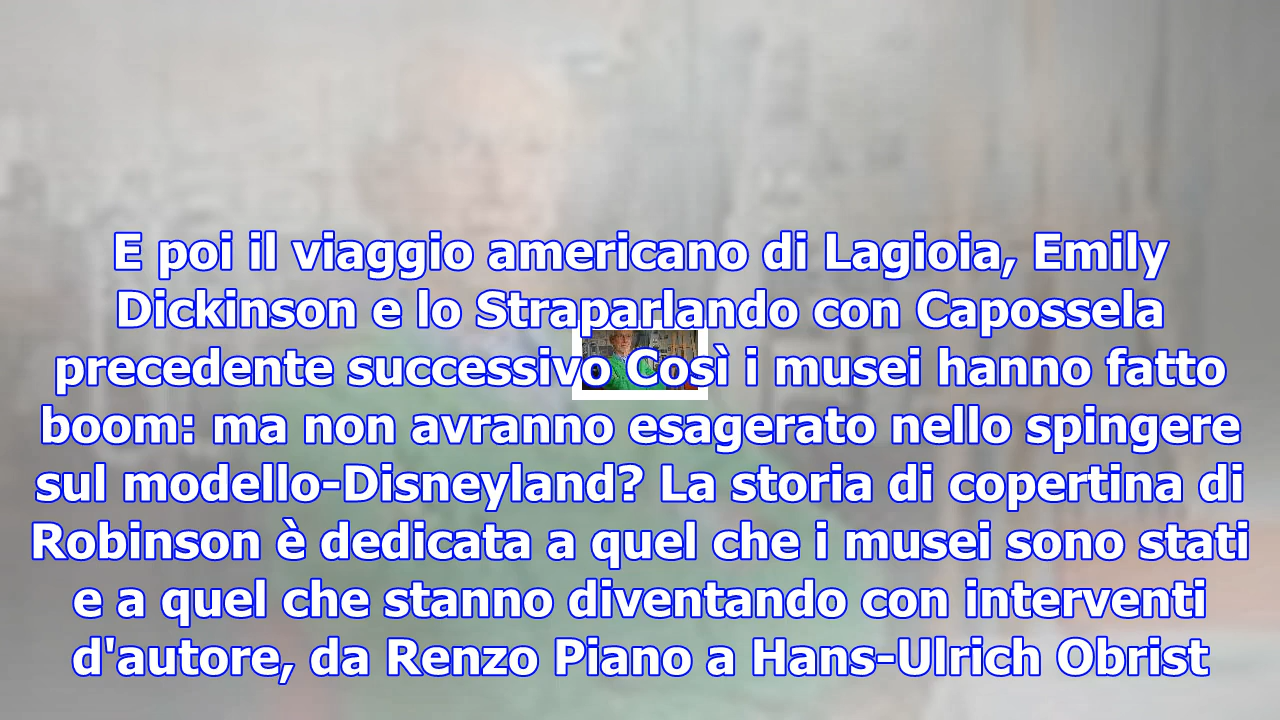 E poi il viaggio americano di Lagioia, Emily
Dickinson e lo Straparlando con Capossela
precedente successivo Così i musei hanno fatto
boom: ma non avranno esagerato nello spingere
sul modello-Disneyland? La storia di copertina di
Robinson è dedicata a quel che i musei sono stati
e a quel che stanno diventando con interventi
d'autore, da Renzo Piano a Hans-Ulrich Obrist